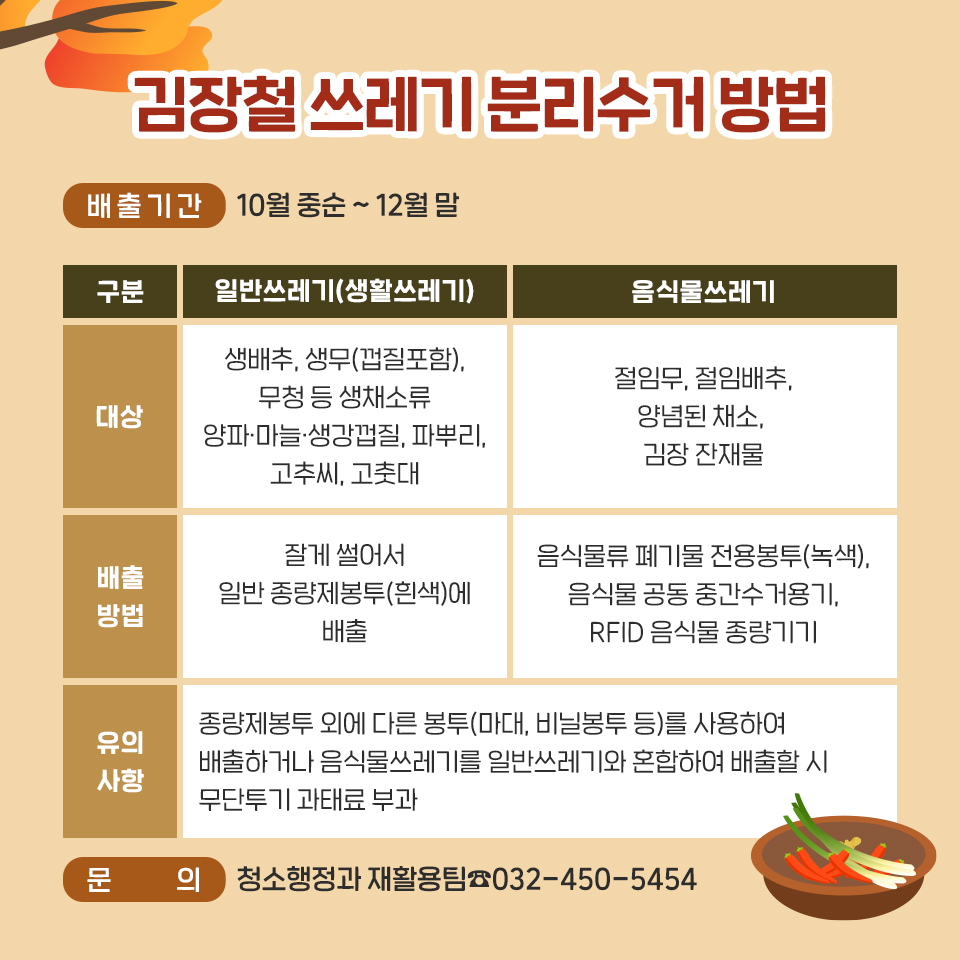 김장철 쓰레기 분리수거 방법
배출기간 10월 중순 ~ 12월 말
구분 일반쓰레기(생활쓰레기) 음식물쓰레기
대상
생배추, 생무(껍질포함),
무청 등 생채소류
양파·마늘·생강껍질, 파뿌리,
고추씨, 고춧대
절임무, 절임배추,
양념된 채소,
김장 잔재물
배출
방법
잘게 썰어서
일반 종량제봉투(흰색)에
배출
음식물류 폐기물 전용봉투(녹색),
음식물 공동 중간수거용기,
RFID 음식물 종량기기
유의
사항
종량제봉투 외에 다른 봉투(마대, 비닐봉투 등)를 사용하여
배출하거나 음식물쓰레기를 일반쓰레기와 혼합하여 배출할 시
무단투기 과태료 부과
문 의 청소행정과 재활용팀☎032-450-5454